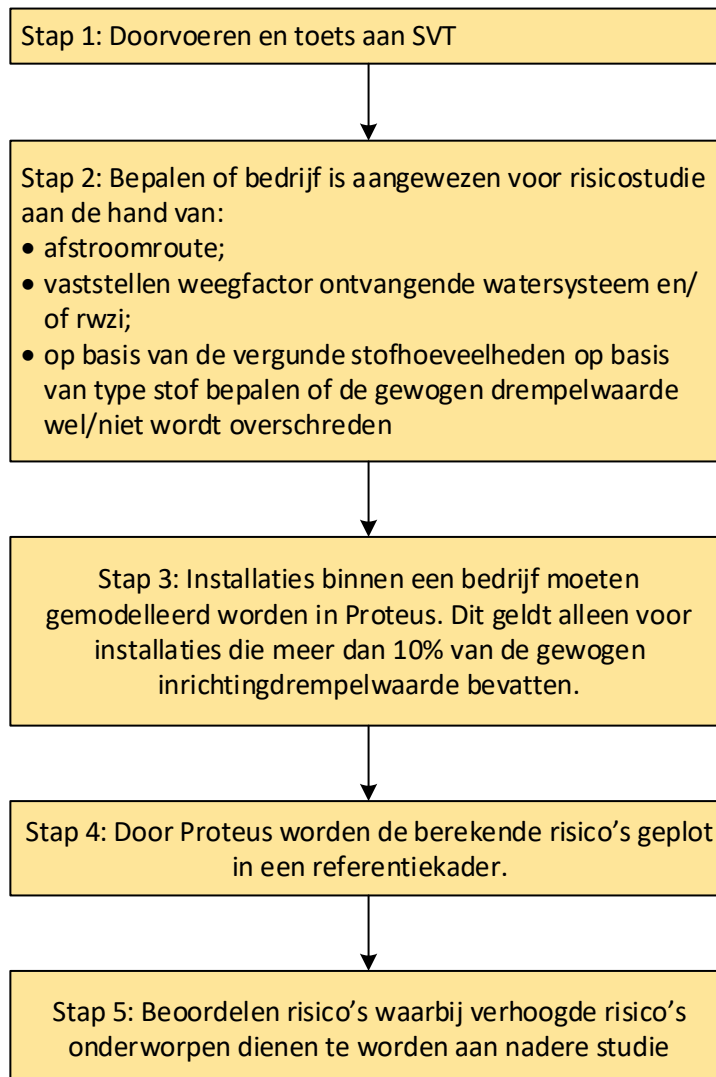 Stap 1: Doorvoeren en toets aan SVT
Stap 2: Bepalen of bedrijf is aangewezen voor risicostudie
aan de hand van:
• afstroomroute;
• vaststellen weegfactor ontvangende watersysteem en/
of rwzi;
• op basis van de vergunde stofhoeveelheden op basis
van type stof bepalen of de gewogen drempelwaarde
wel/niet wordt overschreden
Stap 3: Installaties binnen een bedrijf moeten
gemodelleerd worden in Proteus. Dit geldt alleen voor
installaties die meer dan 10% van de gewogen
inrichtingdrempelwaarde bevatten.
Stap 4: Door Proteus worden de berekende risico’s geplot
in een referentiekader.
Stap 5: Beoordelen risico’s waarbij verhoogde risico’s
onderworpen dienen te worden aan nadere studie